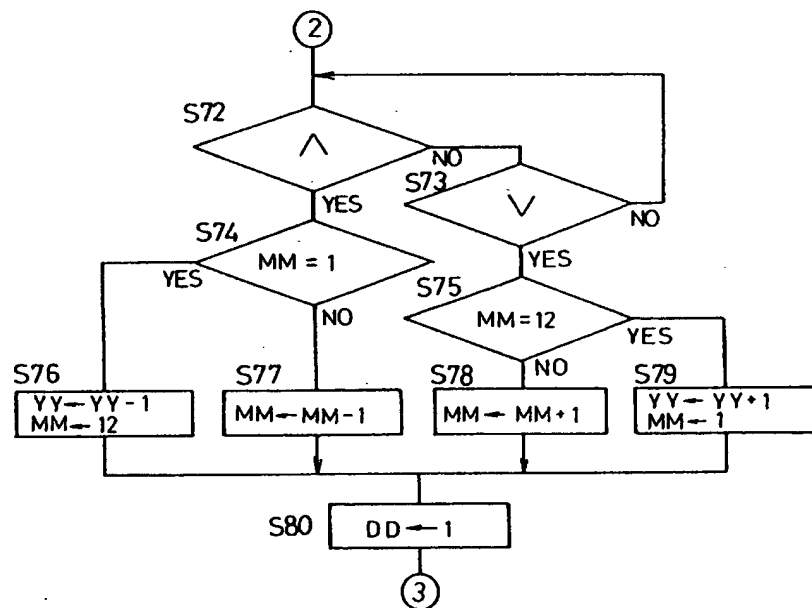 2
S72
∧
NO
YES
S73
∨
NO
YES
S74
MM = 1
YES
NO
S75
MM = 12
YES
NO
S76
YY ← YY - 1
MM ← 12
S77
MM ← MM - 1
S78
MM ← MM + 1
S79
YY ← YY + 1
MM ← 1
S80
DD ← 1
3